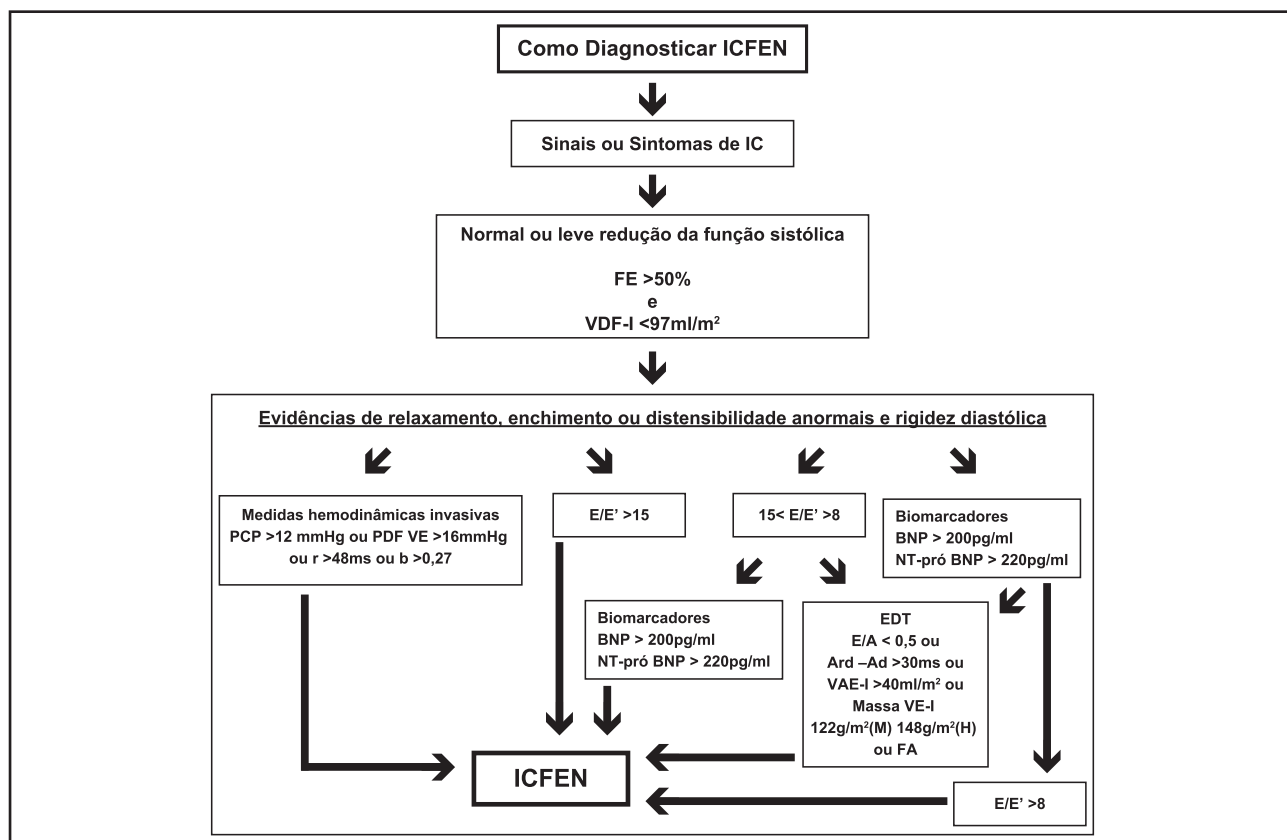 Como Diagnosticar ICFEN
Sinais ou Sintomas de IC
Normal ou leve redução da função sistólica
FE >50%
e
VDF-I <97ml/m²
Evidências de relaxamento, enchimento ou distensibilidade anormais e rigidez diastólica
Medidas hemodinâmicas invasivas
PCP >12 mmHg ou PDF VE >16mmHg
ou r >48ms ou b >0,27
E/E' >15
15< E/E' >8
Biomarcadores
BNP > 200pg/ml
NT-pró BNP > 220pg/ml
Biomarcadores
BNP > 200pg/ml
NT-pró BNP > 220pg/ml
EDT
E/A < 0,5 ou
Ard –Ad >30ms ou
VAE-I >40ml/m² ou
Massa VE-I
122g/m²(M) 148g/m²(H)
ou FA
ICFEN
E/E' >8